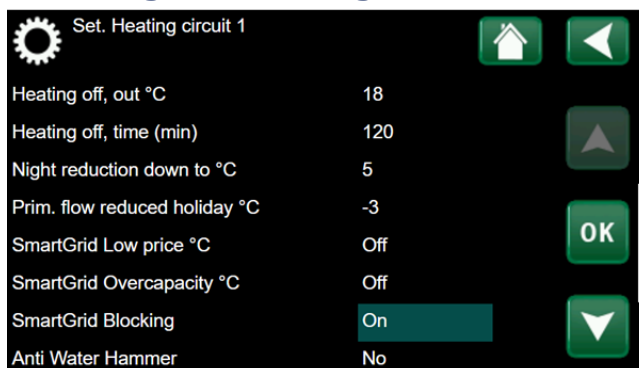 Set. Heating circuit 1
Heating off, out °C 18
Heating off, time (min) 120
Night reduction down to °C 5
Prim. flow reduced holiday °C -3
SmartGrid Low price °C Off
OK
SmartGrid Overcapacity °C Off
SmartGrid Blocking On
Anti Water Hammer No